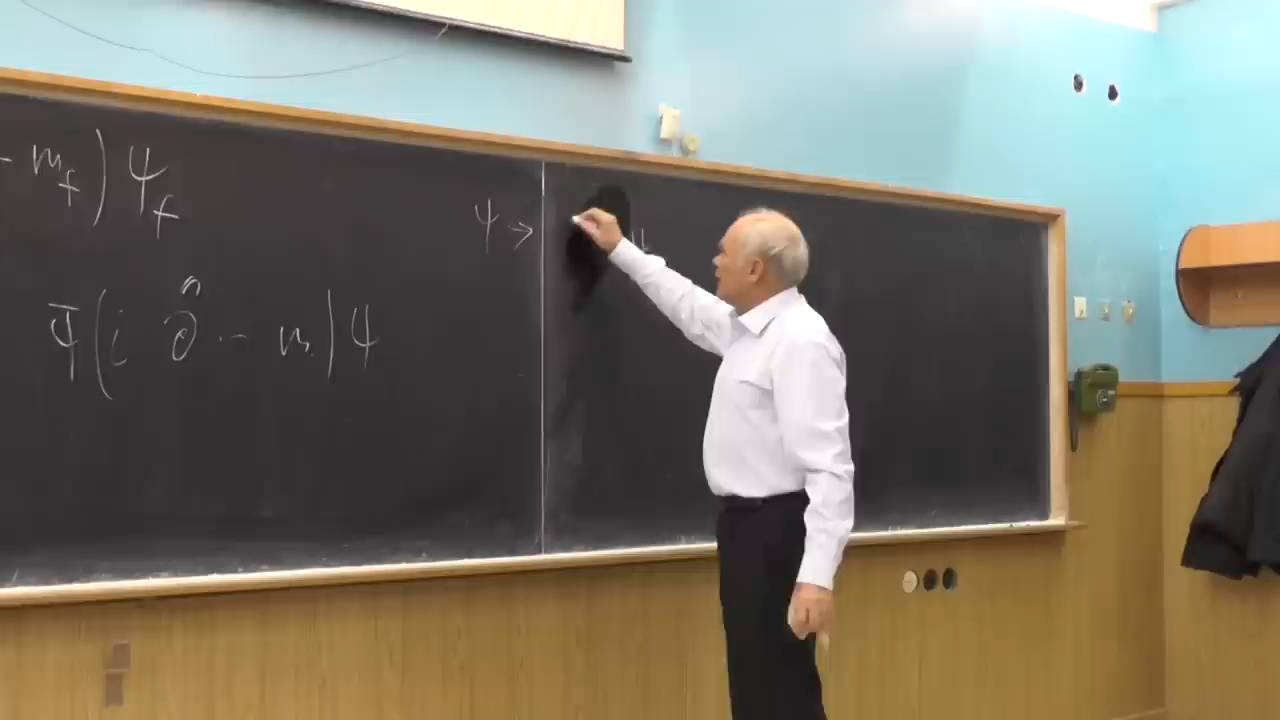 - m_f) ψ_f
ψ →
ψ̄(i ∂̂ - m)ψ